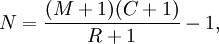 N = \frac{(M+1)(C+1)}{R+1} - 1,